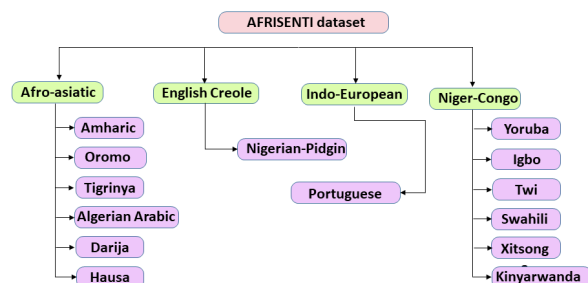 AFRISENTI dataset
Afro-asiatic
English Creole
Indo-European
Niger-Congo
Amharic
Oromo
Tigrinya
Algerian Arabic
Darija
Hausa
Nigerian-Pidgin
Portuguese
Yoruba
Igbo
Twi
Swahili
Xitsong
Kinyarwanda